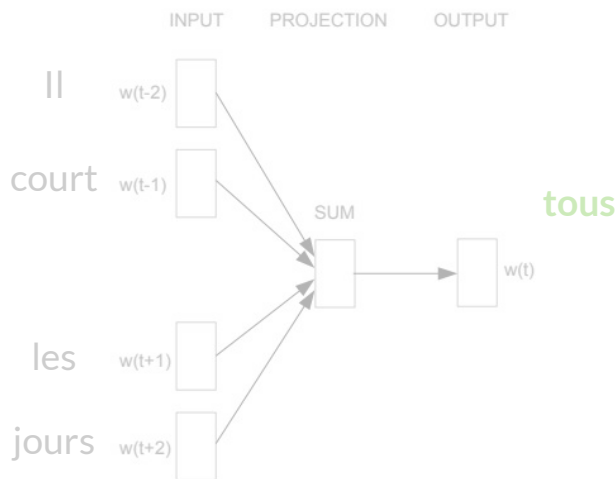 INPUT PROJECTION OUTPUT
Il w(t-2)
court w(t-1)
tous
SUM
w(t)
les w(t+1)
jours w(t+2)